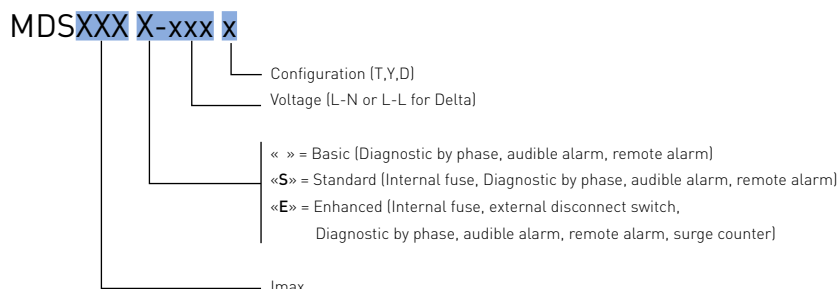 MDSXXX X-xxx x
Configuration (T,Y,D)
Voltage (L-N or L-L for Delta)
« » = Basic (Diagnostic by phase, audible alarm, remote alarm)
«S» = Standard (Internal fuse, Diagnostic by phase, audible alarm, remote alarm)
«E» = Enhanced (Internal fuse, external disconnect switch,
Diagnostic by phase, audible alarm, remote alarm, surge counter)
Imax